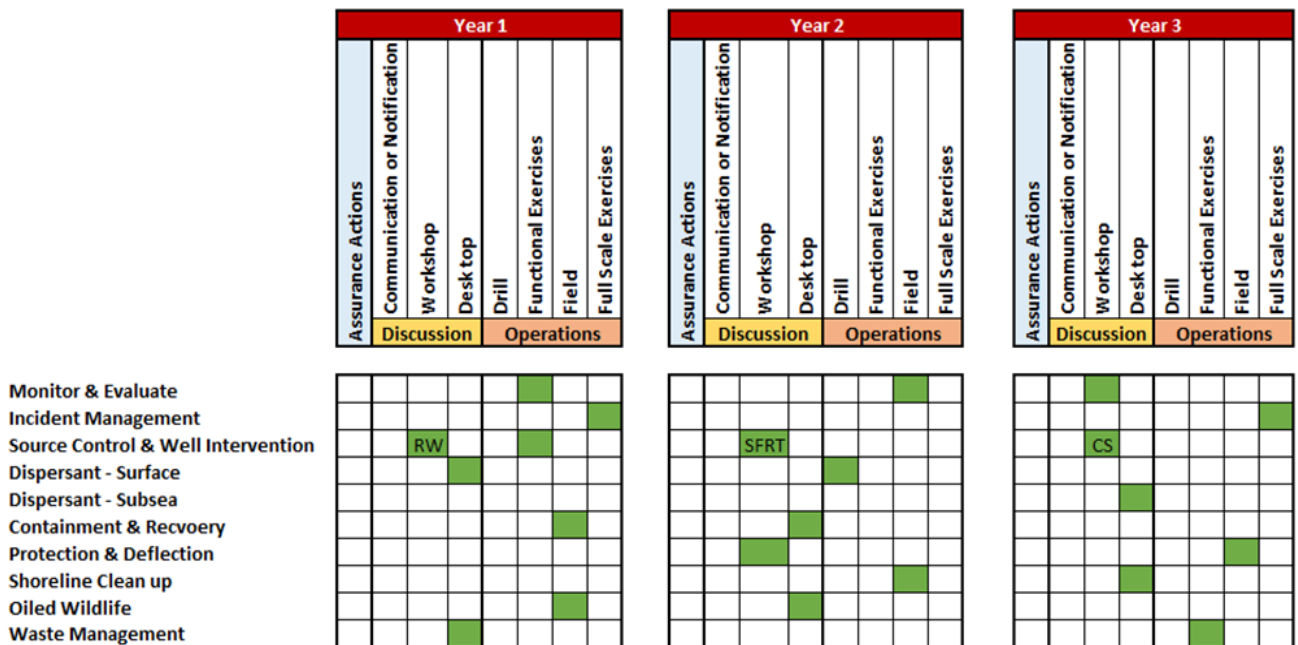 Year 1
Year 2
Year 3
Assurance Actions
Communication or Notification
Workshop
Desk top
Drill
Functional Exercises
Field
Full Scale Exercises
Assurance Actions
Communication or Notification
Workshop
Desk top
Drill
Functional Exercises
Field
Full Scale Exercises
Assurance Actions
Communication or Notification
Workshop
Desk top
Drill
Functional Exercises
Field
Full Scale Exercises
Discussion
Operations
Discussion
Operations
Discussion
Operations
Monitor & Evaluate
Incident Management
Source Control & Well Intervention
RW
SFRT
CS
Dispersant - Surface
Dispersant - Subsea
Containment & Recvoery
Protection & Deflection
Shoreline Clean up
Oiled Wildlife
Waste Management